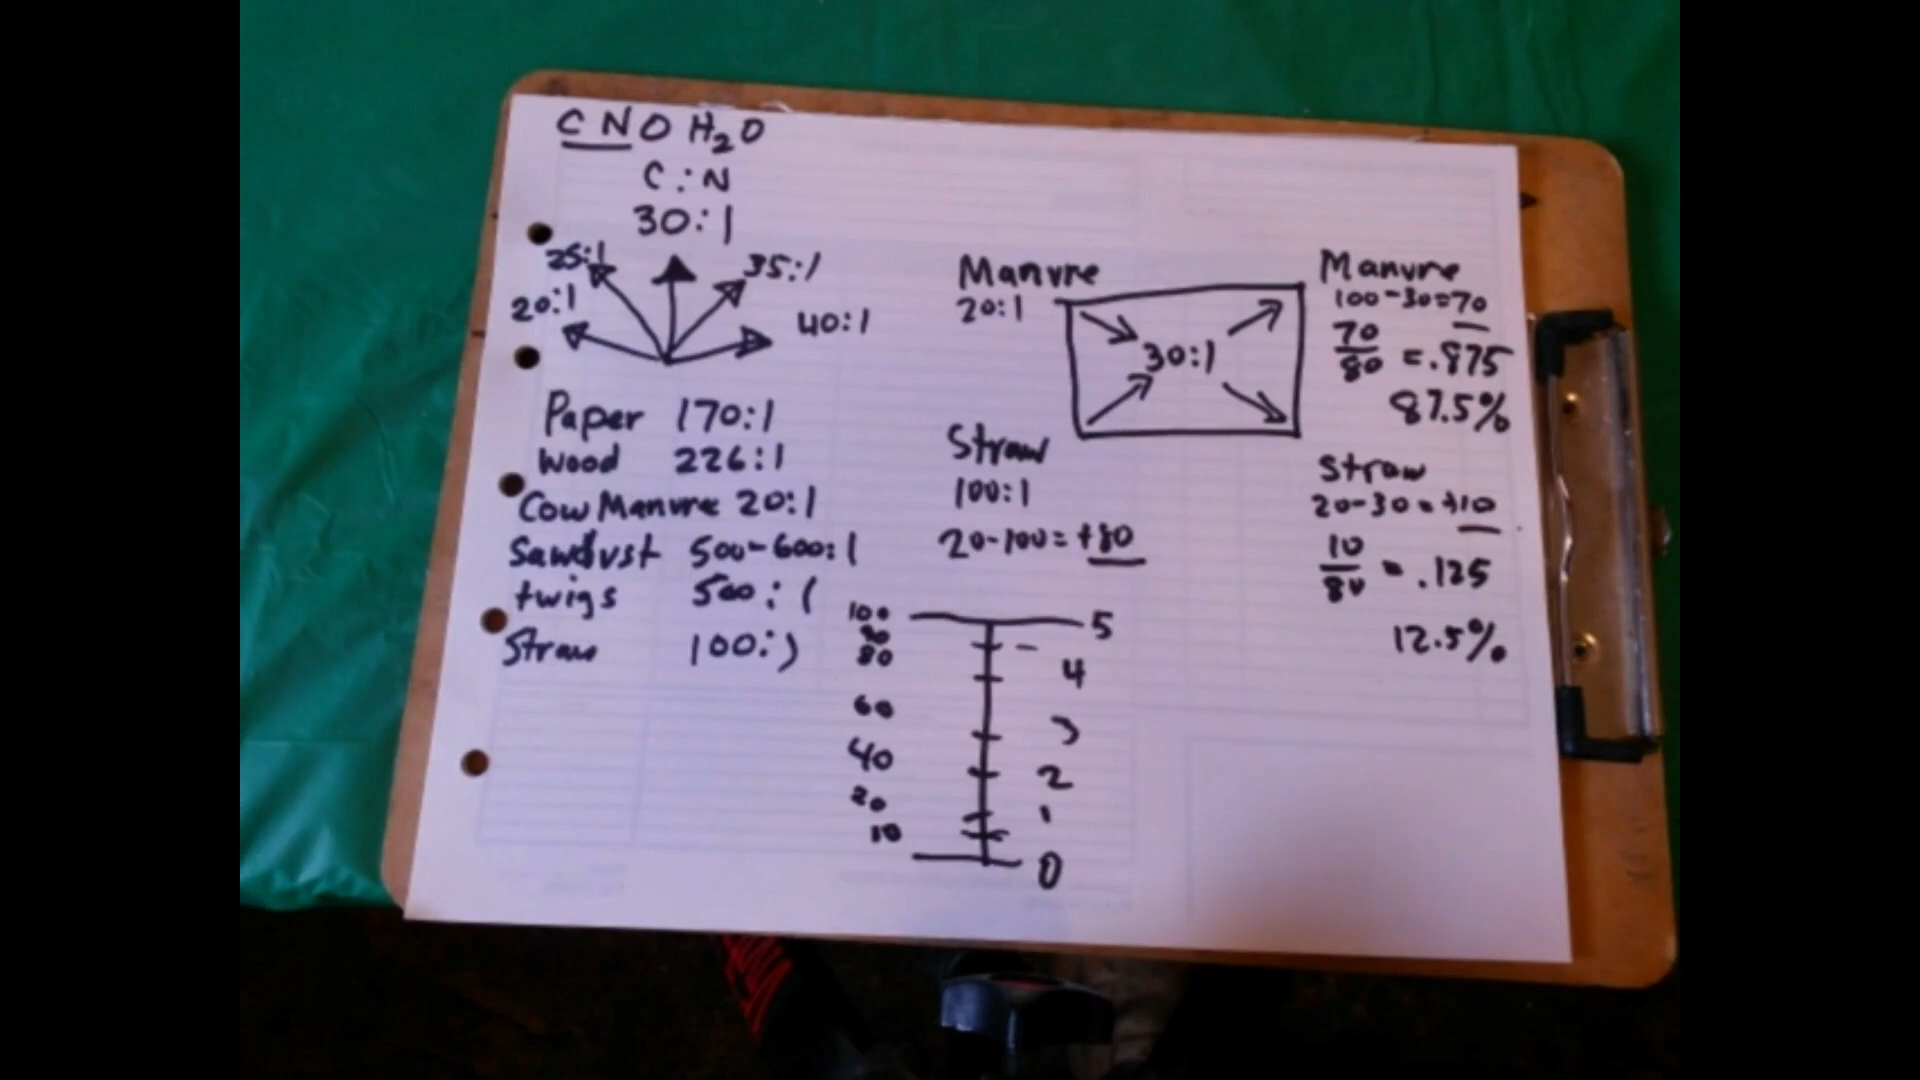 C N O H2O
C:N
30:1
25:1
35:1
20:1
40:1
Paper 170:1
Wood 226:1
Cow Manure 20:1
Sawdust 500-600:1
twigs 500:1
Straw 100:1
Manure
20:1
30:1
Straw
100:1
20-100=+80
100
90
80
60
40
20
10
5
4
3
2
1
0
Manure
100-30=70
70
80 =.875
87.5%
Straw
20-30=+10
10
80 = .125
12.5%